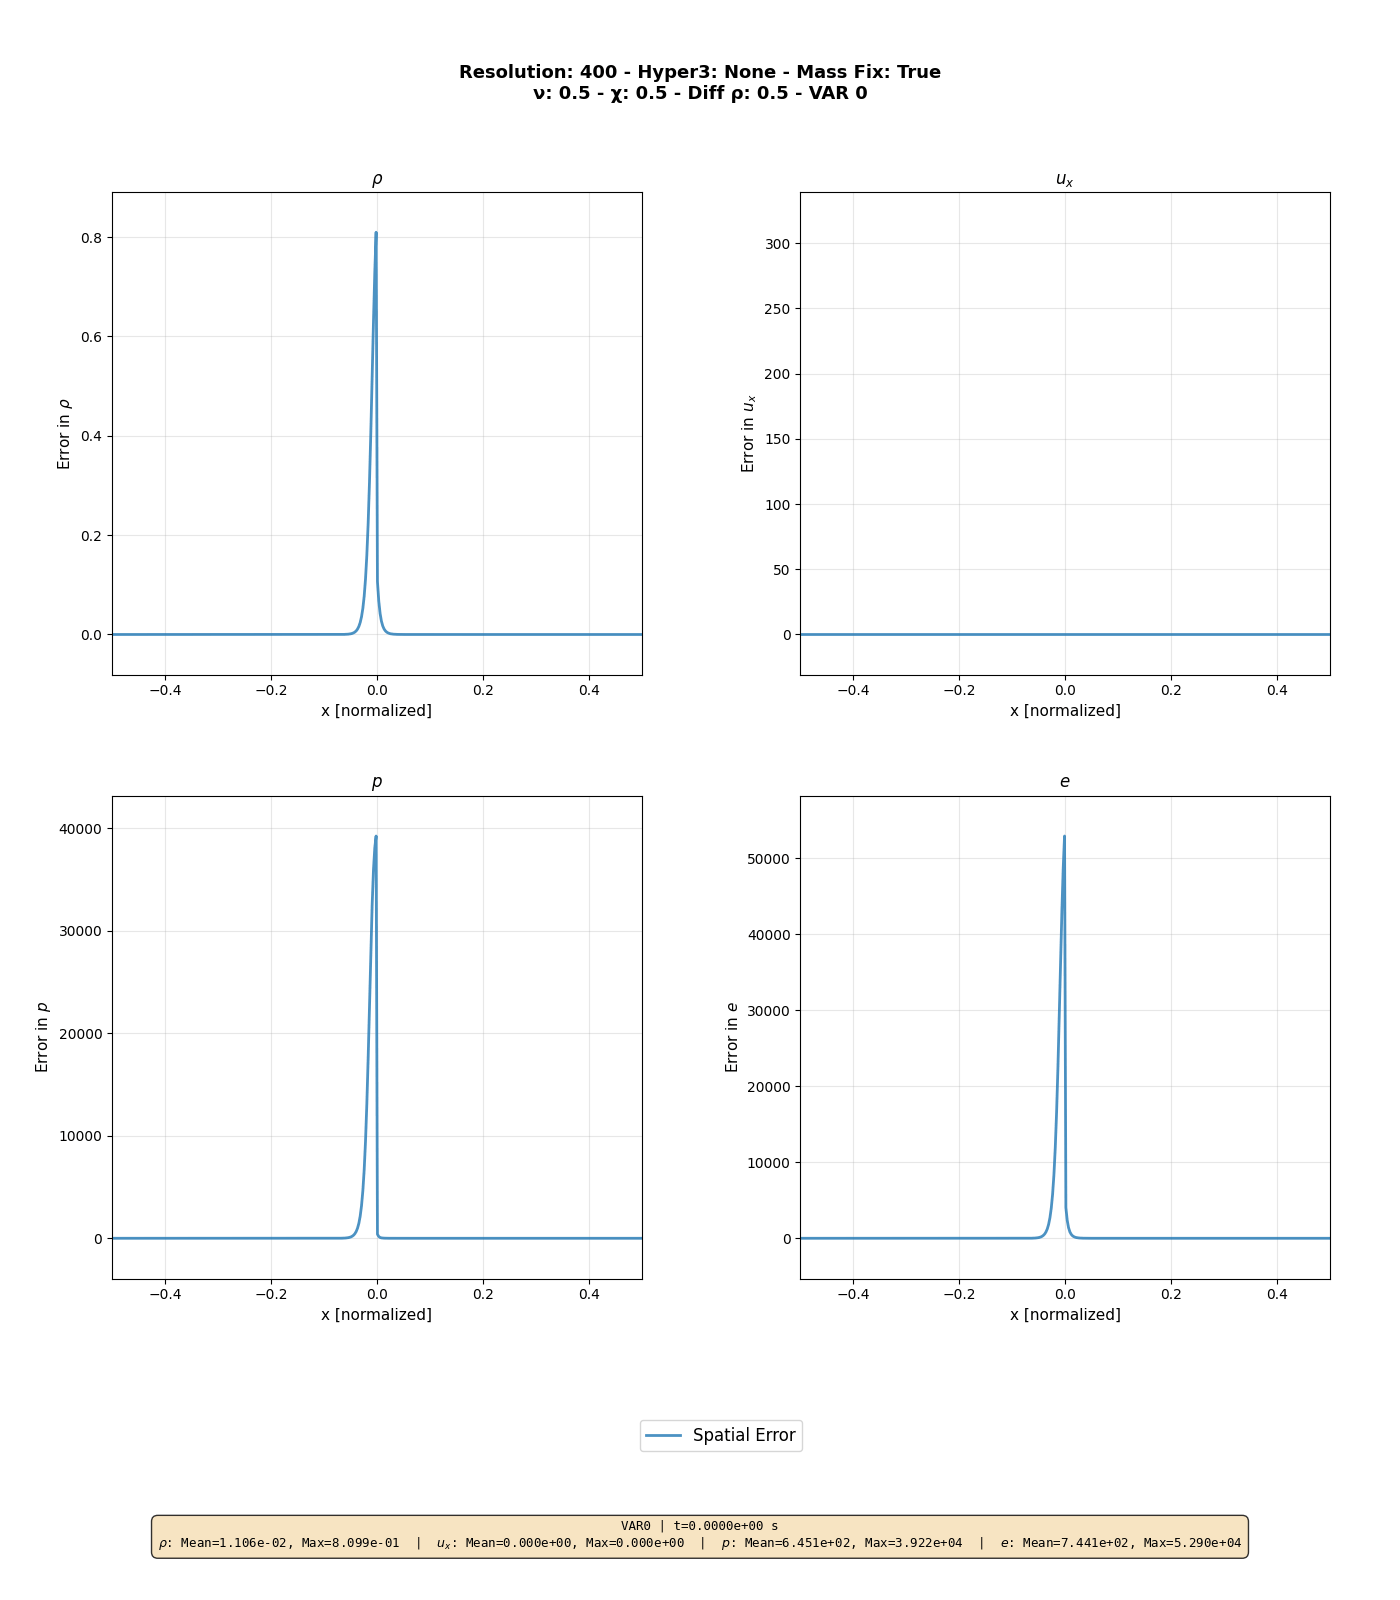 Resolution: 400 - Hyper3: None - Mass Fix: True
ν: 0.5 - χ: 0.5 - Diff ρ: 0.5 - VAR 0
ρ
0.8
0.6
0.4
0.2
0.0
Error in ρ
−0.4 −0.2 0.0 0.2 0.4
x [normalized]
uₓ
300
250
200
150
100
50
0
Error in uₓ
−0.4 −0.2 0.0 0.2 0.4
x [normalized]
p
40000
30000
20000
10000
0
Error in p
−0.4 −0.2 0.0 0.2 0.4
x [normalized]
e
50000
40000
30000
20000
10000
0
Error in e
−0.4 −0.2 0.0 0.2 0.4
x [normalized]
Spatial Error
VAR0 | t=0.0000e+00 s
ρ: Mean=1.106e-02, Max=8.099e-01 | uₓ: Mean=0.000e+00, Max=0.000e+00 | p: Mean=6.451e+02, Max=3.922e+04 | e: Mean=7.441e+02, Max=5.290e+04